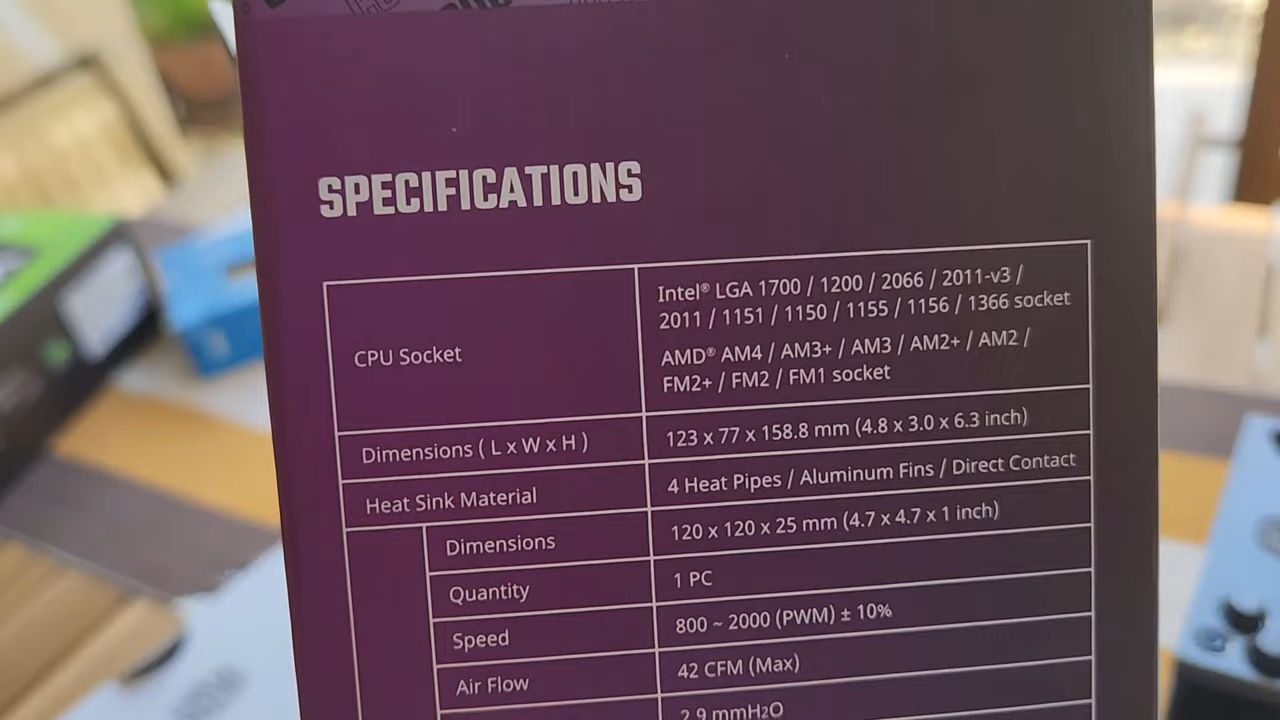 SPECIFICATIONS
CPU Socket
Intel® LGA 1700 / 1200 / 2066 / 2011-v3 /
2011 / 1151 / 1150 / 1155 / 1156 / 1366 socket
AMD® AM4 / AM3+ / AM3 / AM2+ / AM2 /
FM2+ / FM2 / FM1 socket
Dimensions ( L x W x H )
123 x 77 x 158.8 mm (4.8 x 3.0 x 6.3 inch)
Heat Sink Material
4 Heat Pipes / Aluminum Fins / Direct Contact
Dimensions
120 x 120 x 25 mm (4.7 x 4.7 x 1 inch)
Quantity
1 PC
Speed
800 ~ 2000 (PWM) ± 10%
Air Flow
42 CFM (Max)
2.9 mmH₂O